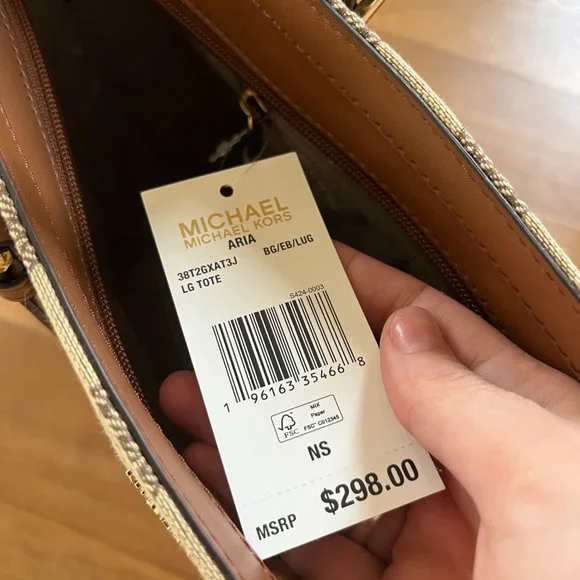 MICHAEL
MICHAEL KORS
ARIA
38T2GXAT3J BG/EB/LUG
LG TOTE
S424-0003
1 96163 35466 8
FSC
MIX
Paper
FSC® C012345
NS
MSRP $298.00